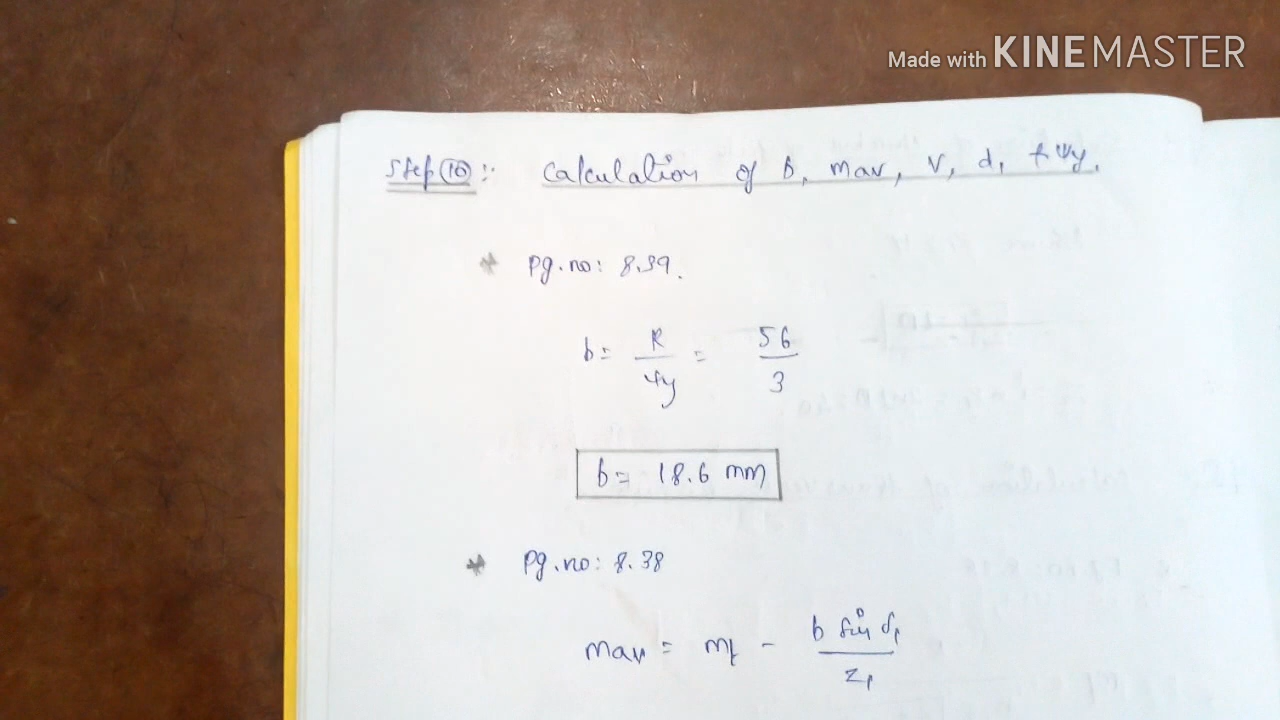 Made with KINEMASTER
Step (10):- Calculation of b, mav, v, d, & Ψy.
* Pg.no: 8.39.
b = R/Ψy = 56/3
b = 18.6 mm
* Pg.no: 8.38
mav = mt - b sin δ1/z1